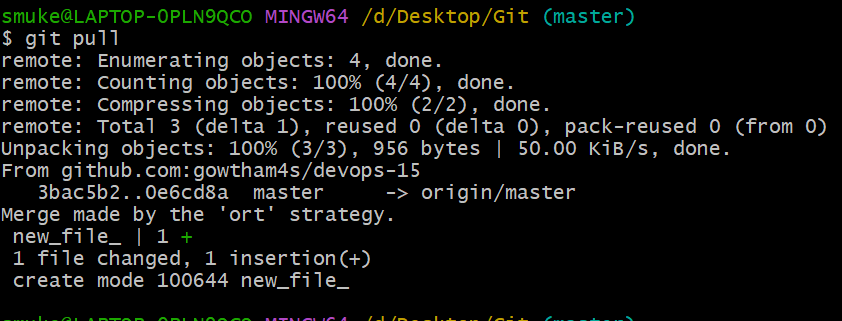 smuke@LAPTOP-0PLN9QCO MINGW64 /d/Desktop/Git (master)
$ git pull
remote: Enumerating objects: 4, done.
remote: Counting objects: 100% (4/4), done.
remote: Compressing objects: 100% (2/2), done.
remote: Total 3 (delta 1), reused 0 (delta 0), pack-reused 0 (from 0)
Unpacking objects: 100% (3/3), 956 bytes | 50.00 KiB/s, done.
From github.com:gowtham4s/devops-15
   3bac5b2..0e6cd8a  master     -> origin/master
Merge made by the 'ort' strategy.
 new_file_ | 1 +
 1 file changed, 1 insertion(+)
 create mode 100644 new_file_
smuke@LAPTOP-0PLN9QCO MINGW64 /d/Desktop/Git (master)